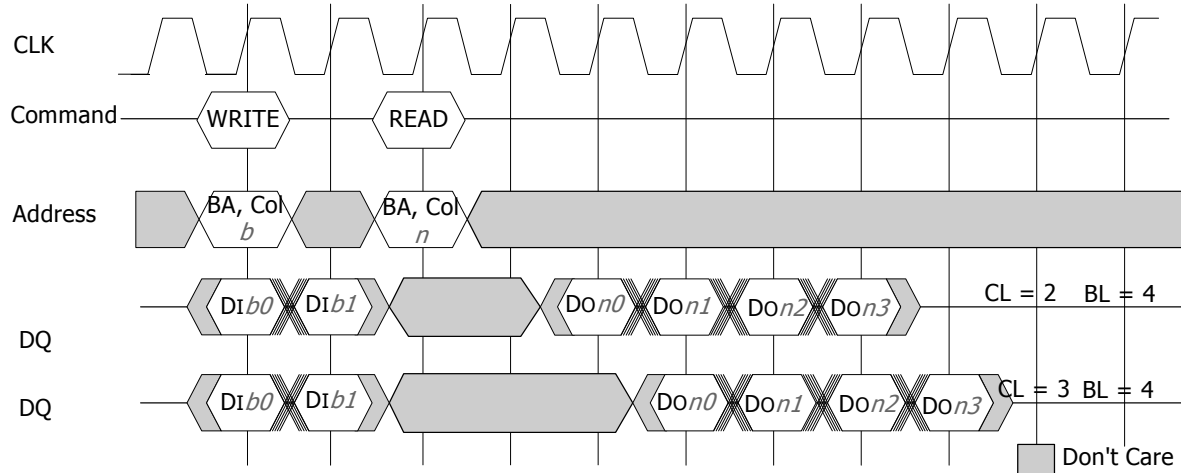 CLK
Command
WRITE
READ
Address
BA, Col
b
BA, Col
n
DQ
DIb0
DIb1
DOn0
DOn1
DOn2
DOn3
CL = 2 BL = 4
DQ
DIb0
DIb1
DOn0
DOn1
DOn2
DOn3
CL = 3 BL = 4
Don't Care